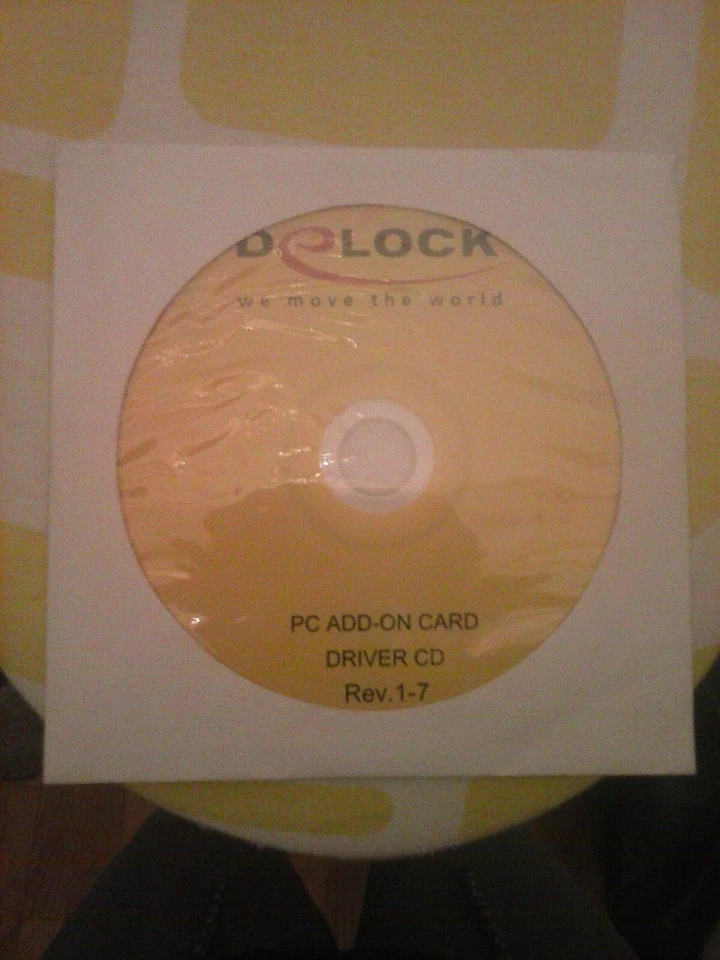 DeLOCK
we move the world
PC ADD-ON CARD
DRIVER CD
Rev.1-7